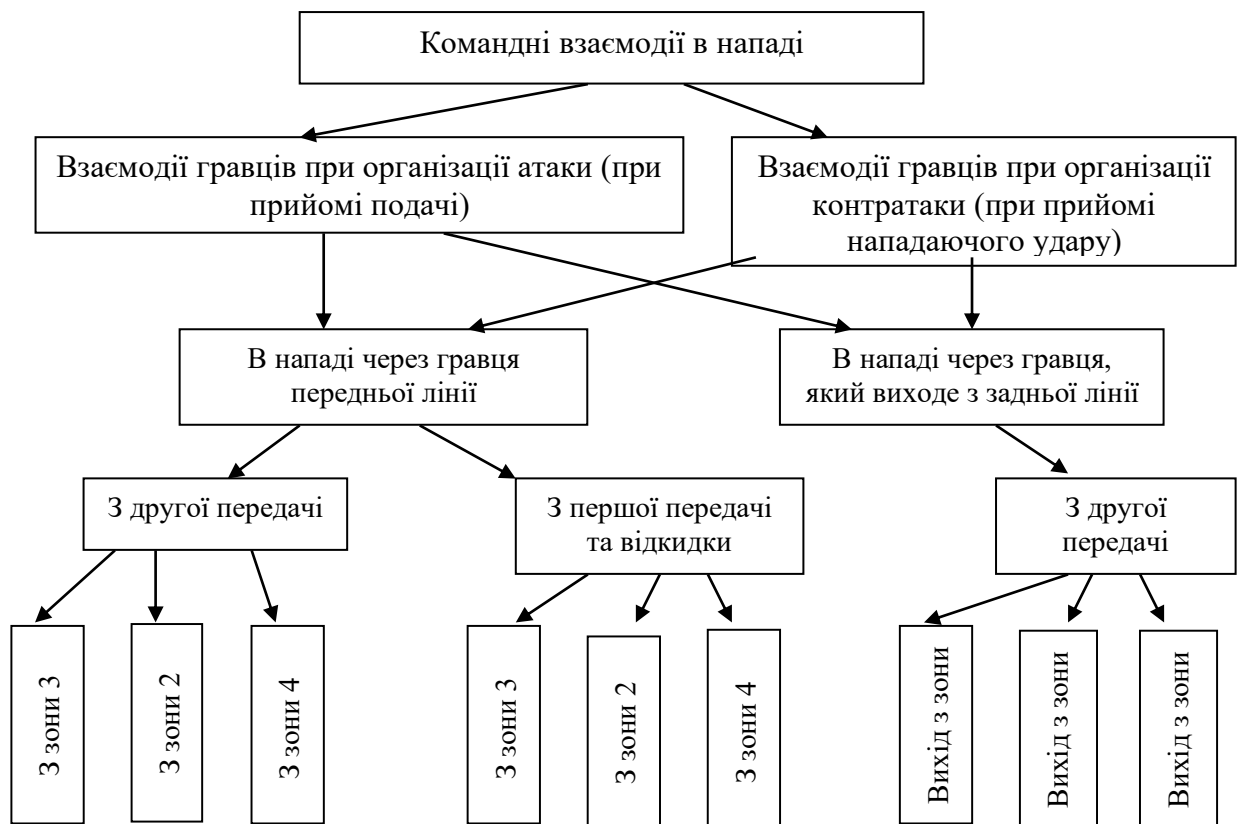 Командні взаємодії в нападі
Взаємодії гравців при організації атаки (при
прийомі подачі)
Взаємодії гравців при організації
контратаки (при прийомі
нападаючого удару)
В нападі через гравця
передньої лінії
В нападі через гравця,
який виходе з задньої лінії
З другої передачі
З першої передачі
та відкидки
З другої
передачі
З зони 3
З зони 2
З зони 4
З зони 3
З зони 2
З зони 4
Вихід з зони
Вихід з зони
Вихід з зони